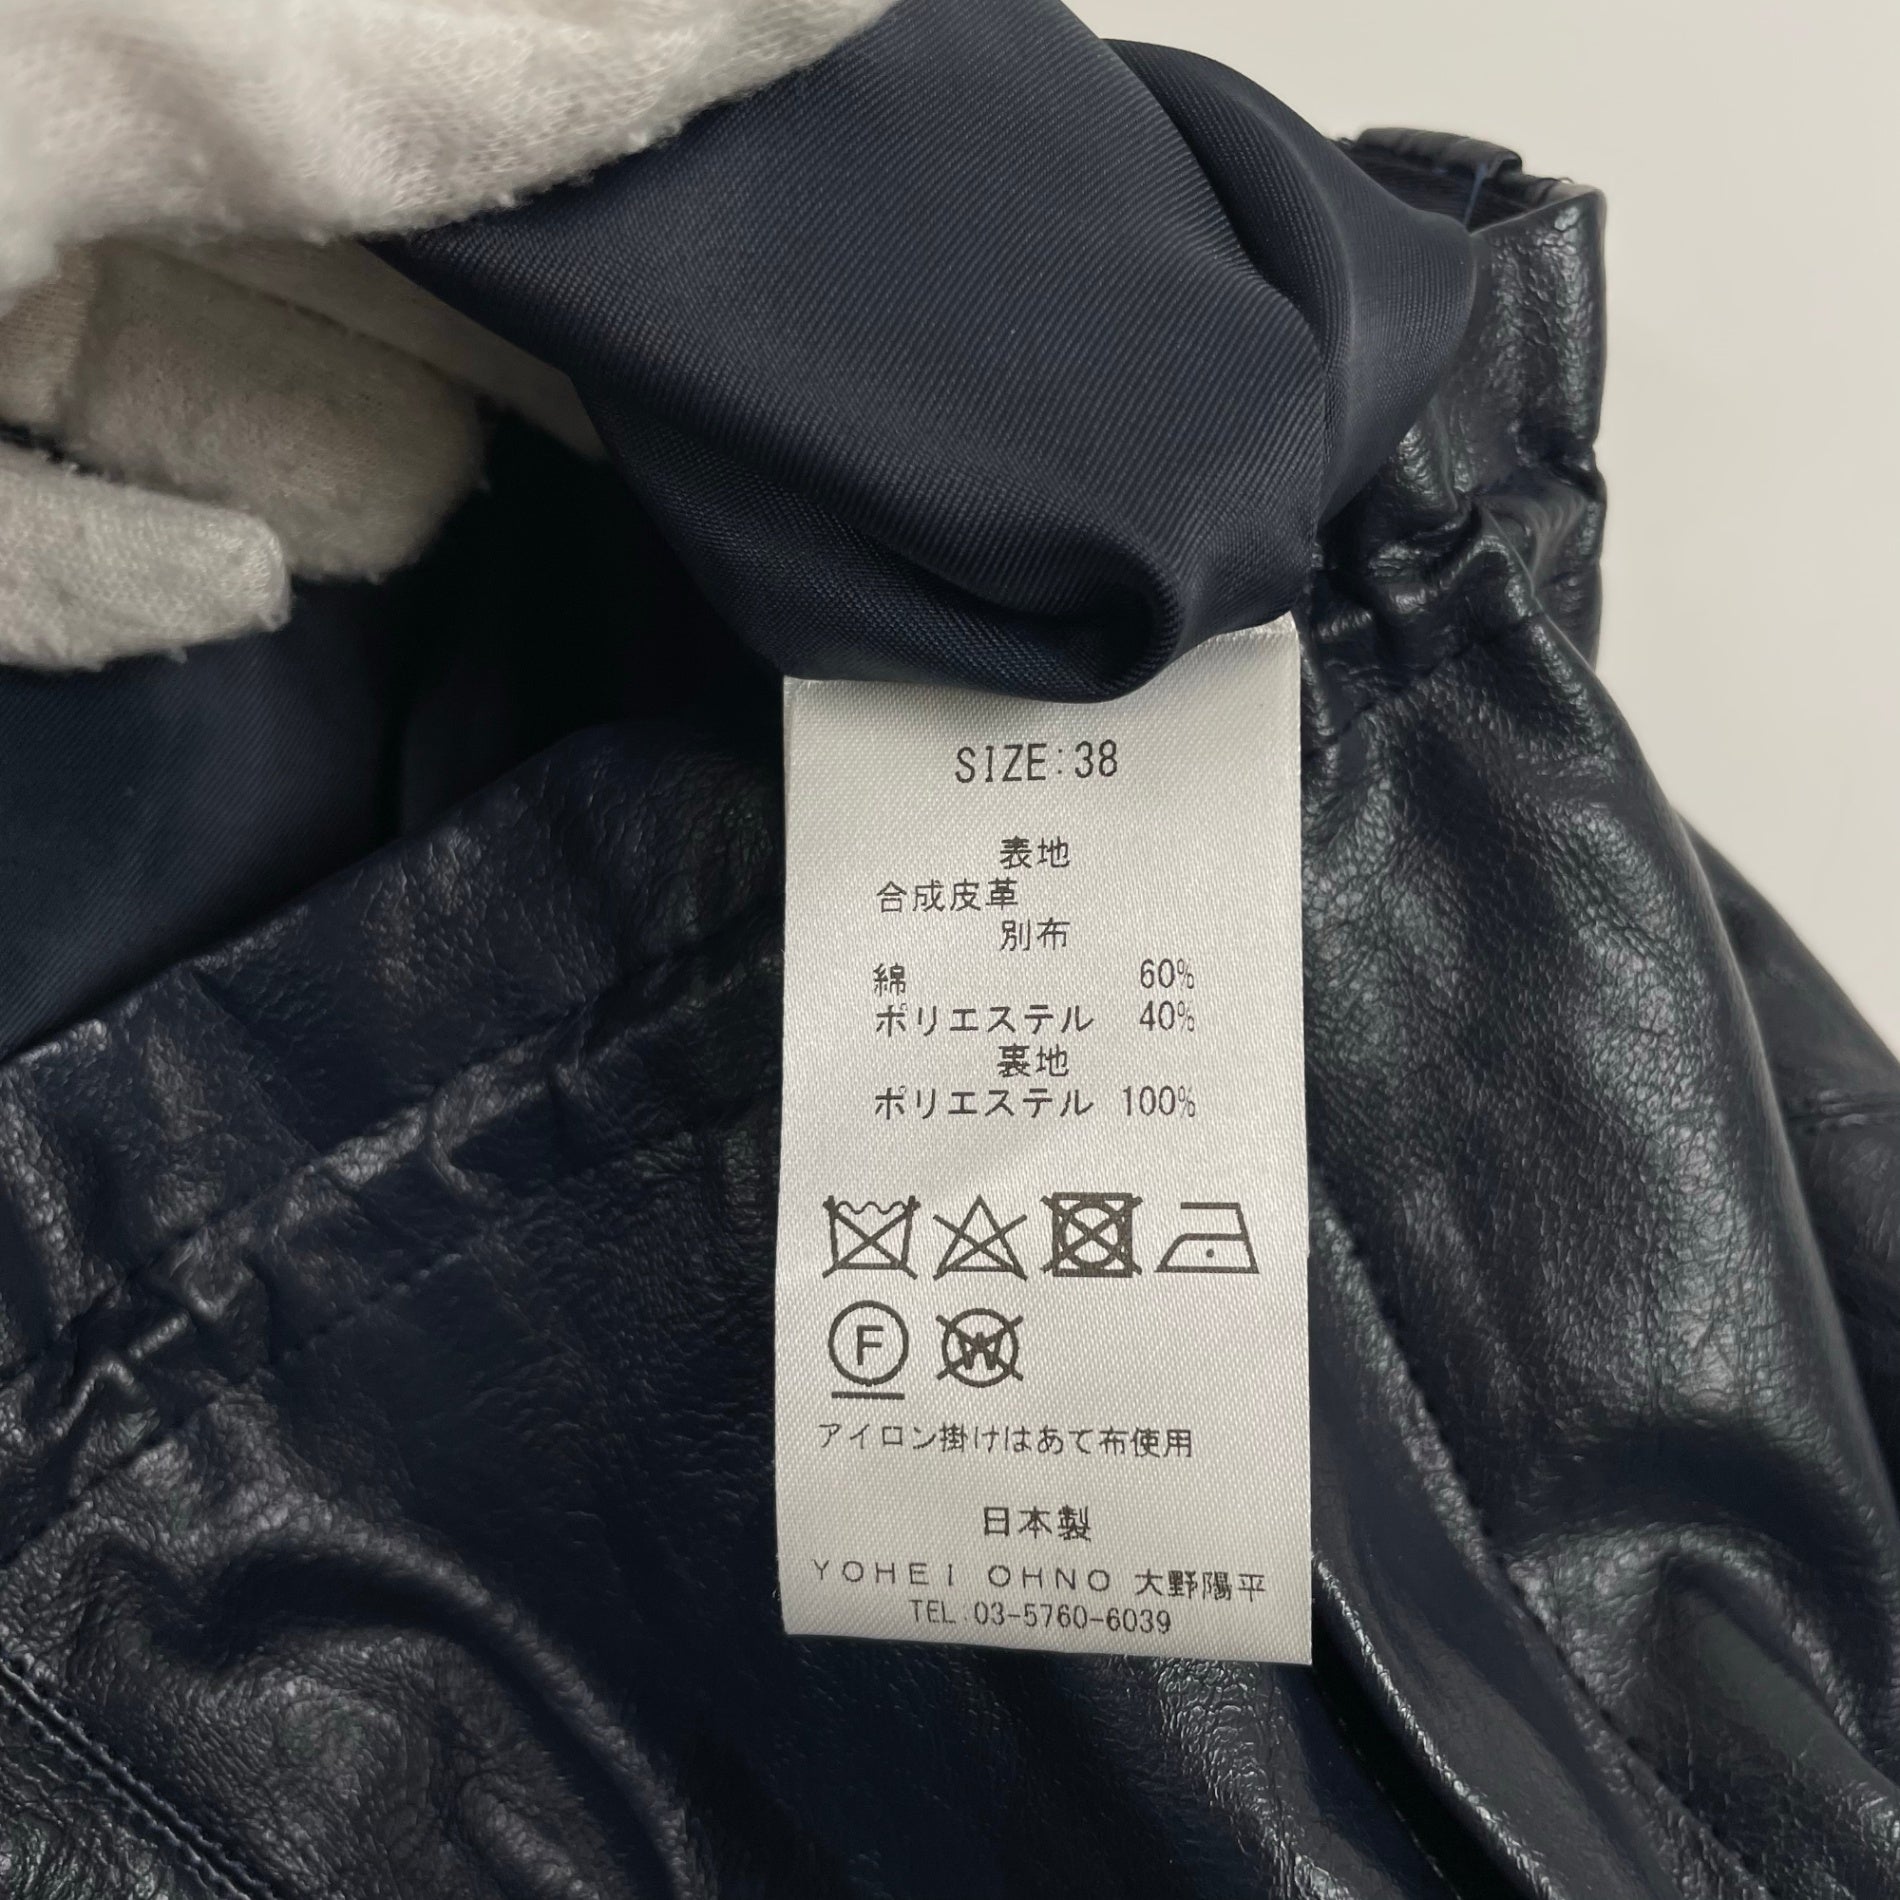 SIZE:38
表地
合成皮革
別布
綿 60%
ポリエステル 40%
裏地
ポリエステル 100%
F W
アイロン掛けはあて布使用
日本製
YOHEI OHNO 大野陽平
TEL:03-5760-6039